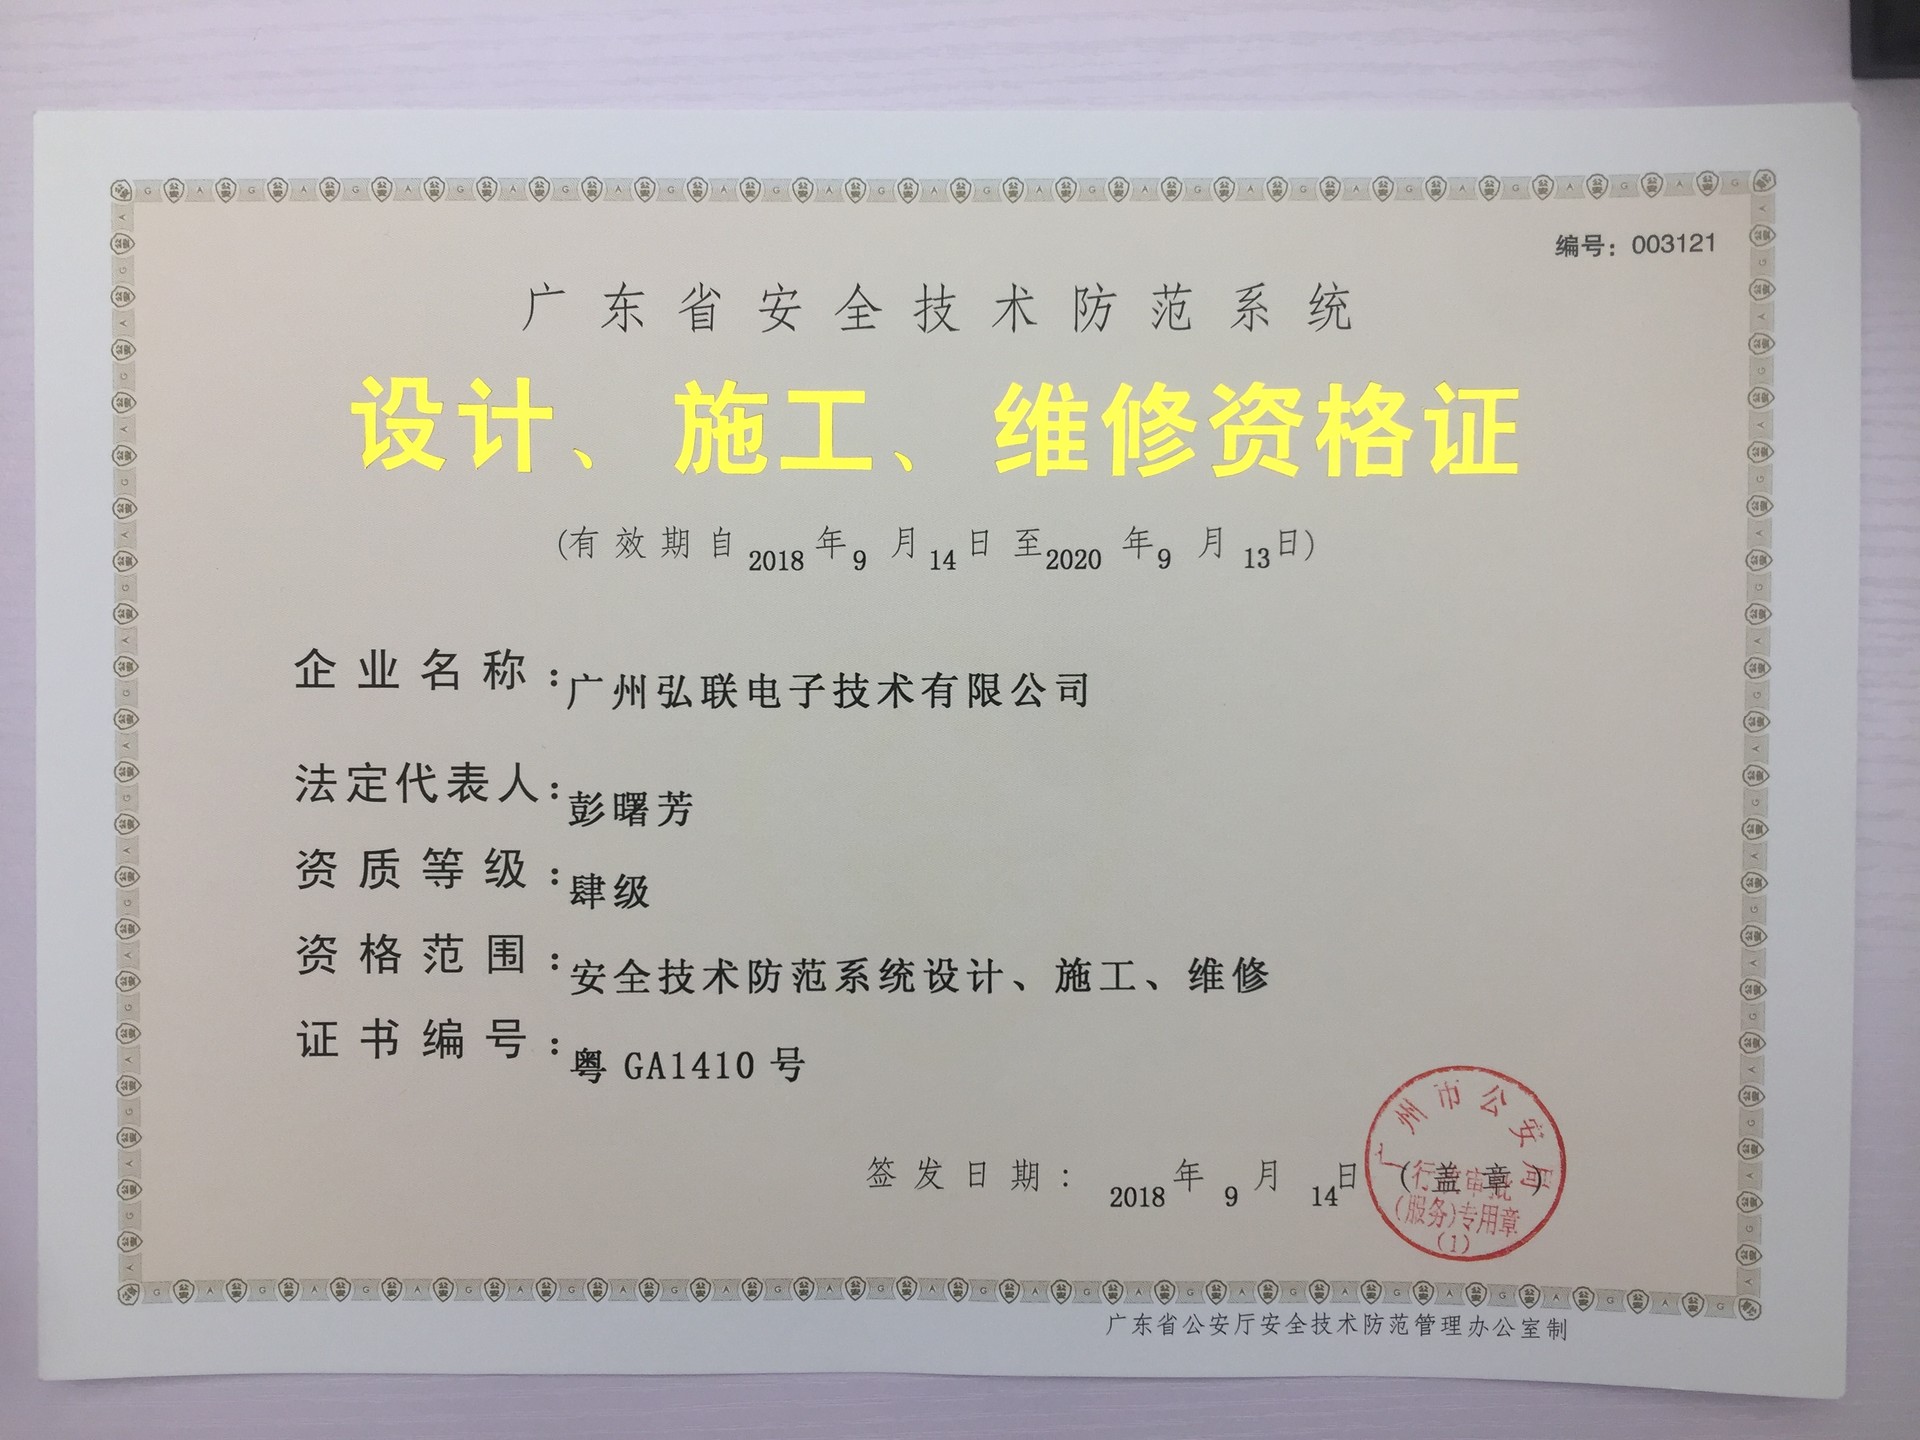 编号：003121
广东省安全技术防范系统
设计、施工、维修资格证
(有效期自2018年9月14日至2020年9月13日)
企业名称：广州弘联电子技术有限公司
法定代表人：彭曙芳
资质等级：肆级
资格范围：安全技术防范系统设计、施工、维修
证书编号：粤GA1410号
签发日期：2018年9月14日（盖章）
广州市公安局
行政审批
(服务)专用章
(1)
广东省公安厅安全技术防范管理办公室制